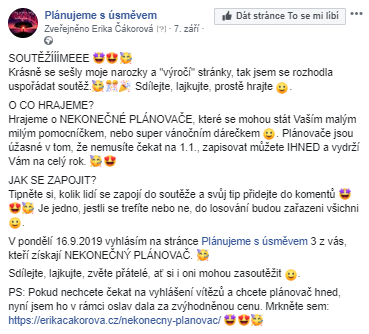 Plánujeme s úsměvem
Zveřejněno Erika Čákorová · 7. září ·
Dát stránce To se mi líbí
SOUTĚŽÍÍÍMEEE 🤩😍🥰
Krásně se sešly moje narozky a "výročí" stránky, tak jsem se rozhodla
uspořádat soutěž.🥰🎊🎉 Sdílejte, lajkujte, prostě hrajte 🙂.
O CO HRAJEME?
Hrajeme o NEKONEČNÉ PLÁNOVAČE, které se mohou stát Vaším malým
milým pomocníčkem, nebo super vánočním dárečkem 🙂. Plánovače jsou
úžasné v tom, že nemusíte čekat na 1.1., zapisovat můžete IHNED a vydrží
Vám na celý rok. 🥰🤩😍
JAK SE ZAPOJIT?
Tipněte si, kolik lidí se zapojí do soutěže a svůj tip přidejte do komentů 🤩
😍🥰 Je jedno, jestli se trefíte nebo ne, do losování budou zařazeni všichni
🙂.
V pondělí 16.9.2019 vyhlásím na stránce Plánujeme s úsměvem 3 z vás,
kteří získají NEKONEČNÝ PLÁNOVAČ. 🥰
Sdílejte, lajkujte, zvěte přátelé, ať si i oni mohou zasoutěžit 🙂.
PS: Pokud nechcete čekat na vyhlášení vítězů a chcete plánovač hned,
nyní jsem ho v rámci oslav dala za zvýhodněnou cenu. Mrkněte sem:
https://erikacakorova.cz/nekonecny-planovac/ 🤩😍🥰